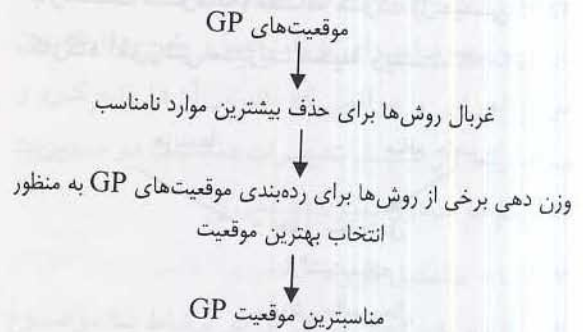 موقعیت‌های GP
غربال روش‌ها برای حذف بیشترین موارد نامناسب
وزن دهی برخی از روش‌ها برای رده‌بندی موقعیت‌های GP به منظور
انتخاب بهترین موقعیت
مناسبترین موقعیت GP